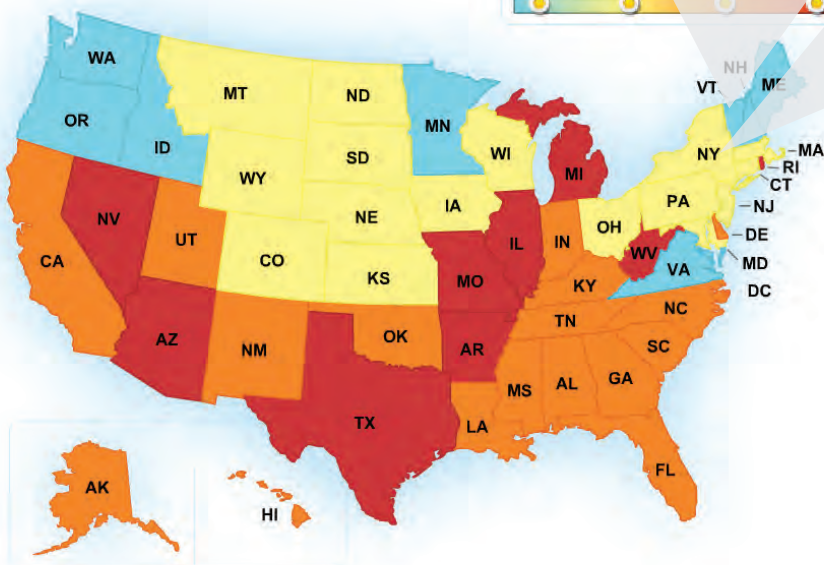 NH
VT
ME
WA
MT
ND
MN
OR
ID
SD
WI
NY
MA
MI
RI
WY
CT
IA
PA
NJ
NE
NV
UT
OH
DE
IL
IN
CO
WV
MD
CA
KS
MO
VA
KY
DC
NC
TN
OK
AZ
NM
AR
SC
MS
AL
GA
TX
LA
FL
AK
HI